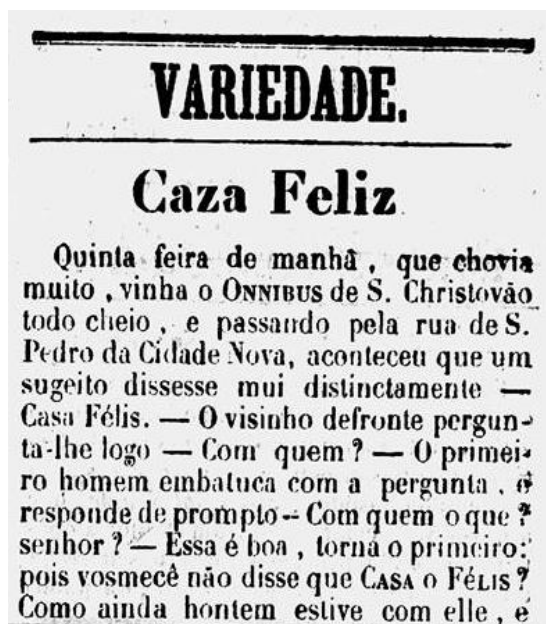 VARIEDADE.
Caza Feliz
Quinta feira de manhã, que chovia
muito, vinha o ONNIBUS de S. Christovão
todo cheio, e passando pela rua de S.
Pedro da Cidade Nova, aconteceu que um
sugeito dissesse mui distinctamente —
Casa Félis. — O visinho defronte pergun-
ta-lhe logo — Com quem? — O primei-
ro homem embatuca com a pergunta, e
responde de prompto — Com quem o que?
senhor? — Essa é boa, torna o primeiro:
pois vosmecê não disse que CASA o FÉLIS?
Como ainda hontem estive com elle, e